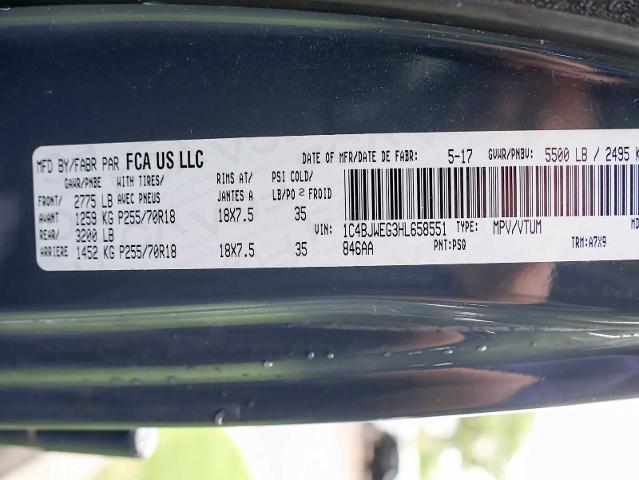 MFD BY/FABR PAR FCA US LLC DATE OF MFR/DATE DE FABR: 5-17 GVWR/PNBV: 5500 LB / 2495 K
GAWR/PNBE WITH TIRES/ RIMS AT/ PSI COLD/
FRONT/ 2775 LB AVEC PNEUS JANTES A LB/PO 2 FROID
AVANT 1259 KG P255/70R18 18X7.5 35
REAR/ 3200 LB
ARRIERE 1452 KG P255/70R18 18X7.5 35
VIN: 1C4BJWEG3HL658551 TYPE: MPV/VTUM
846AA PNT:PSQ TRM:A7X9